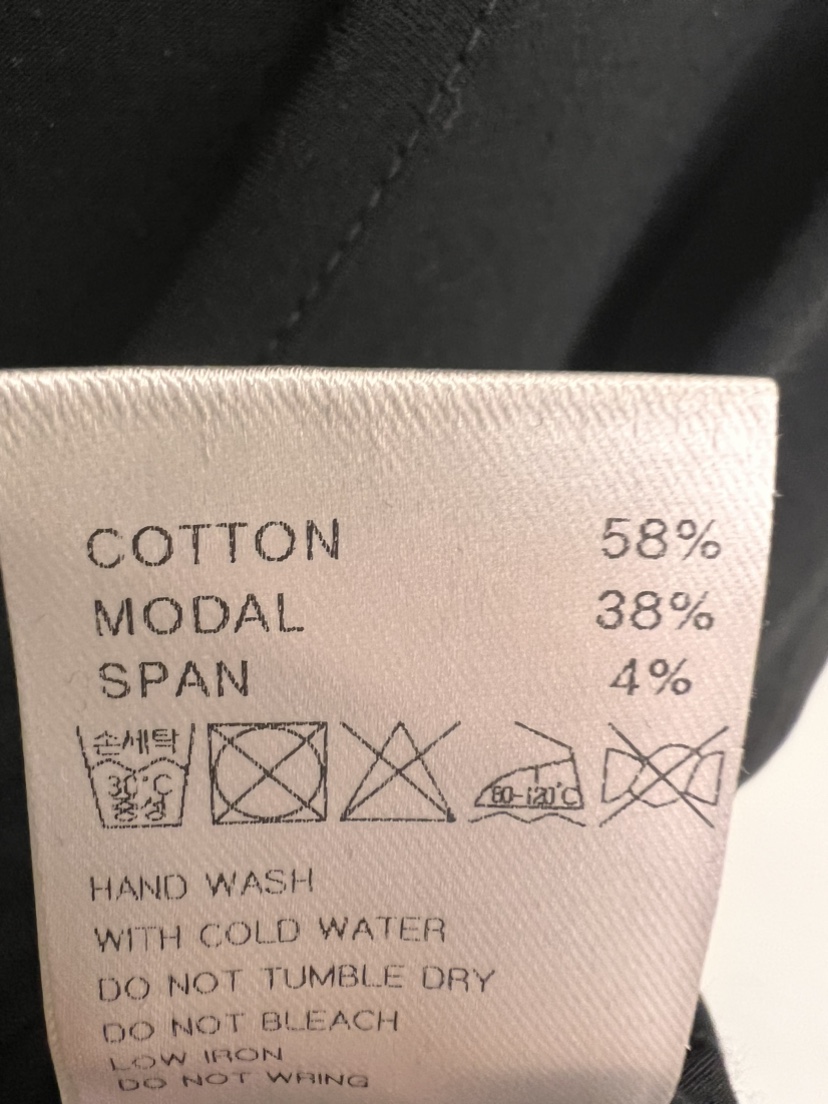 COTTON 58%
MODAL 38%
SPAN 4%
손세탁
30°C
중성
80-120°C
HAND WASH
WITH COLD WATER
DO NOT TUMBLE DRY
DO NOT BLEACH
LOW IRON
DO NOT WRING